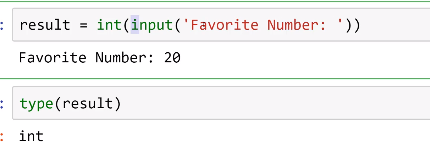 : result = int(input('Favorite Number: '))
Favorite Number: 20
: type(result)
: int